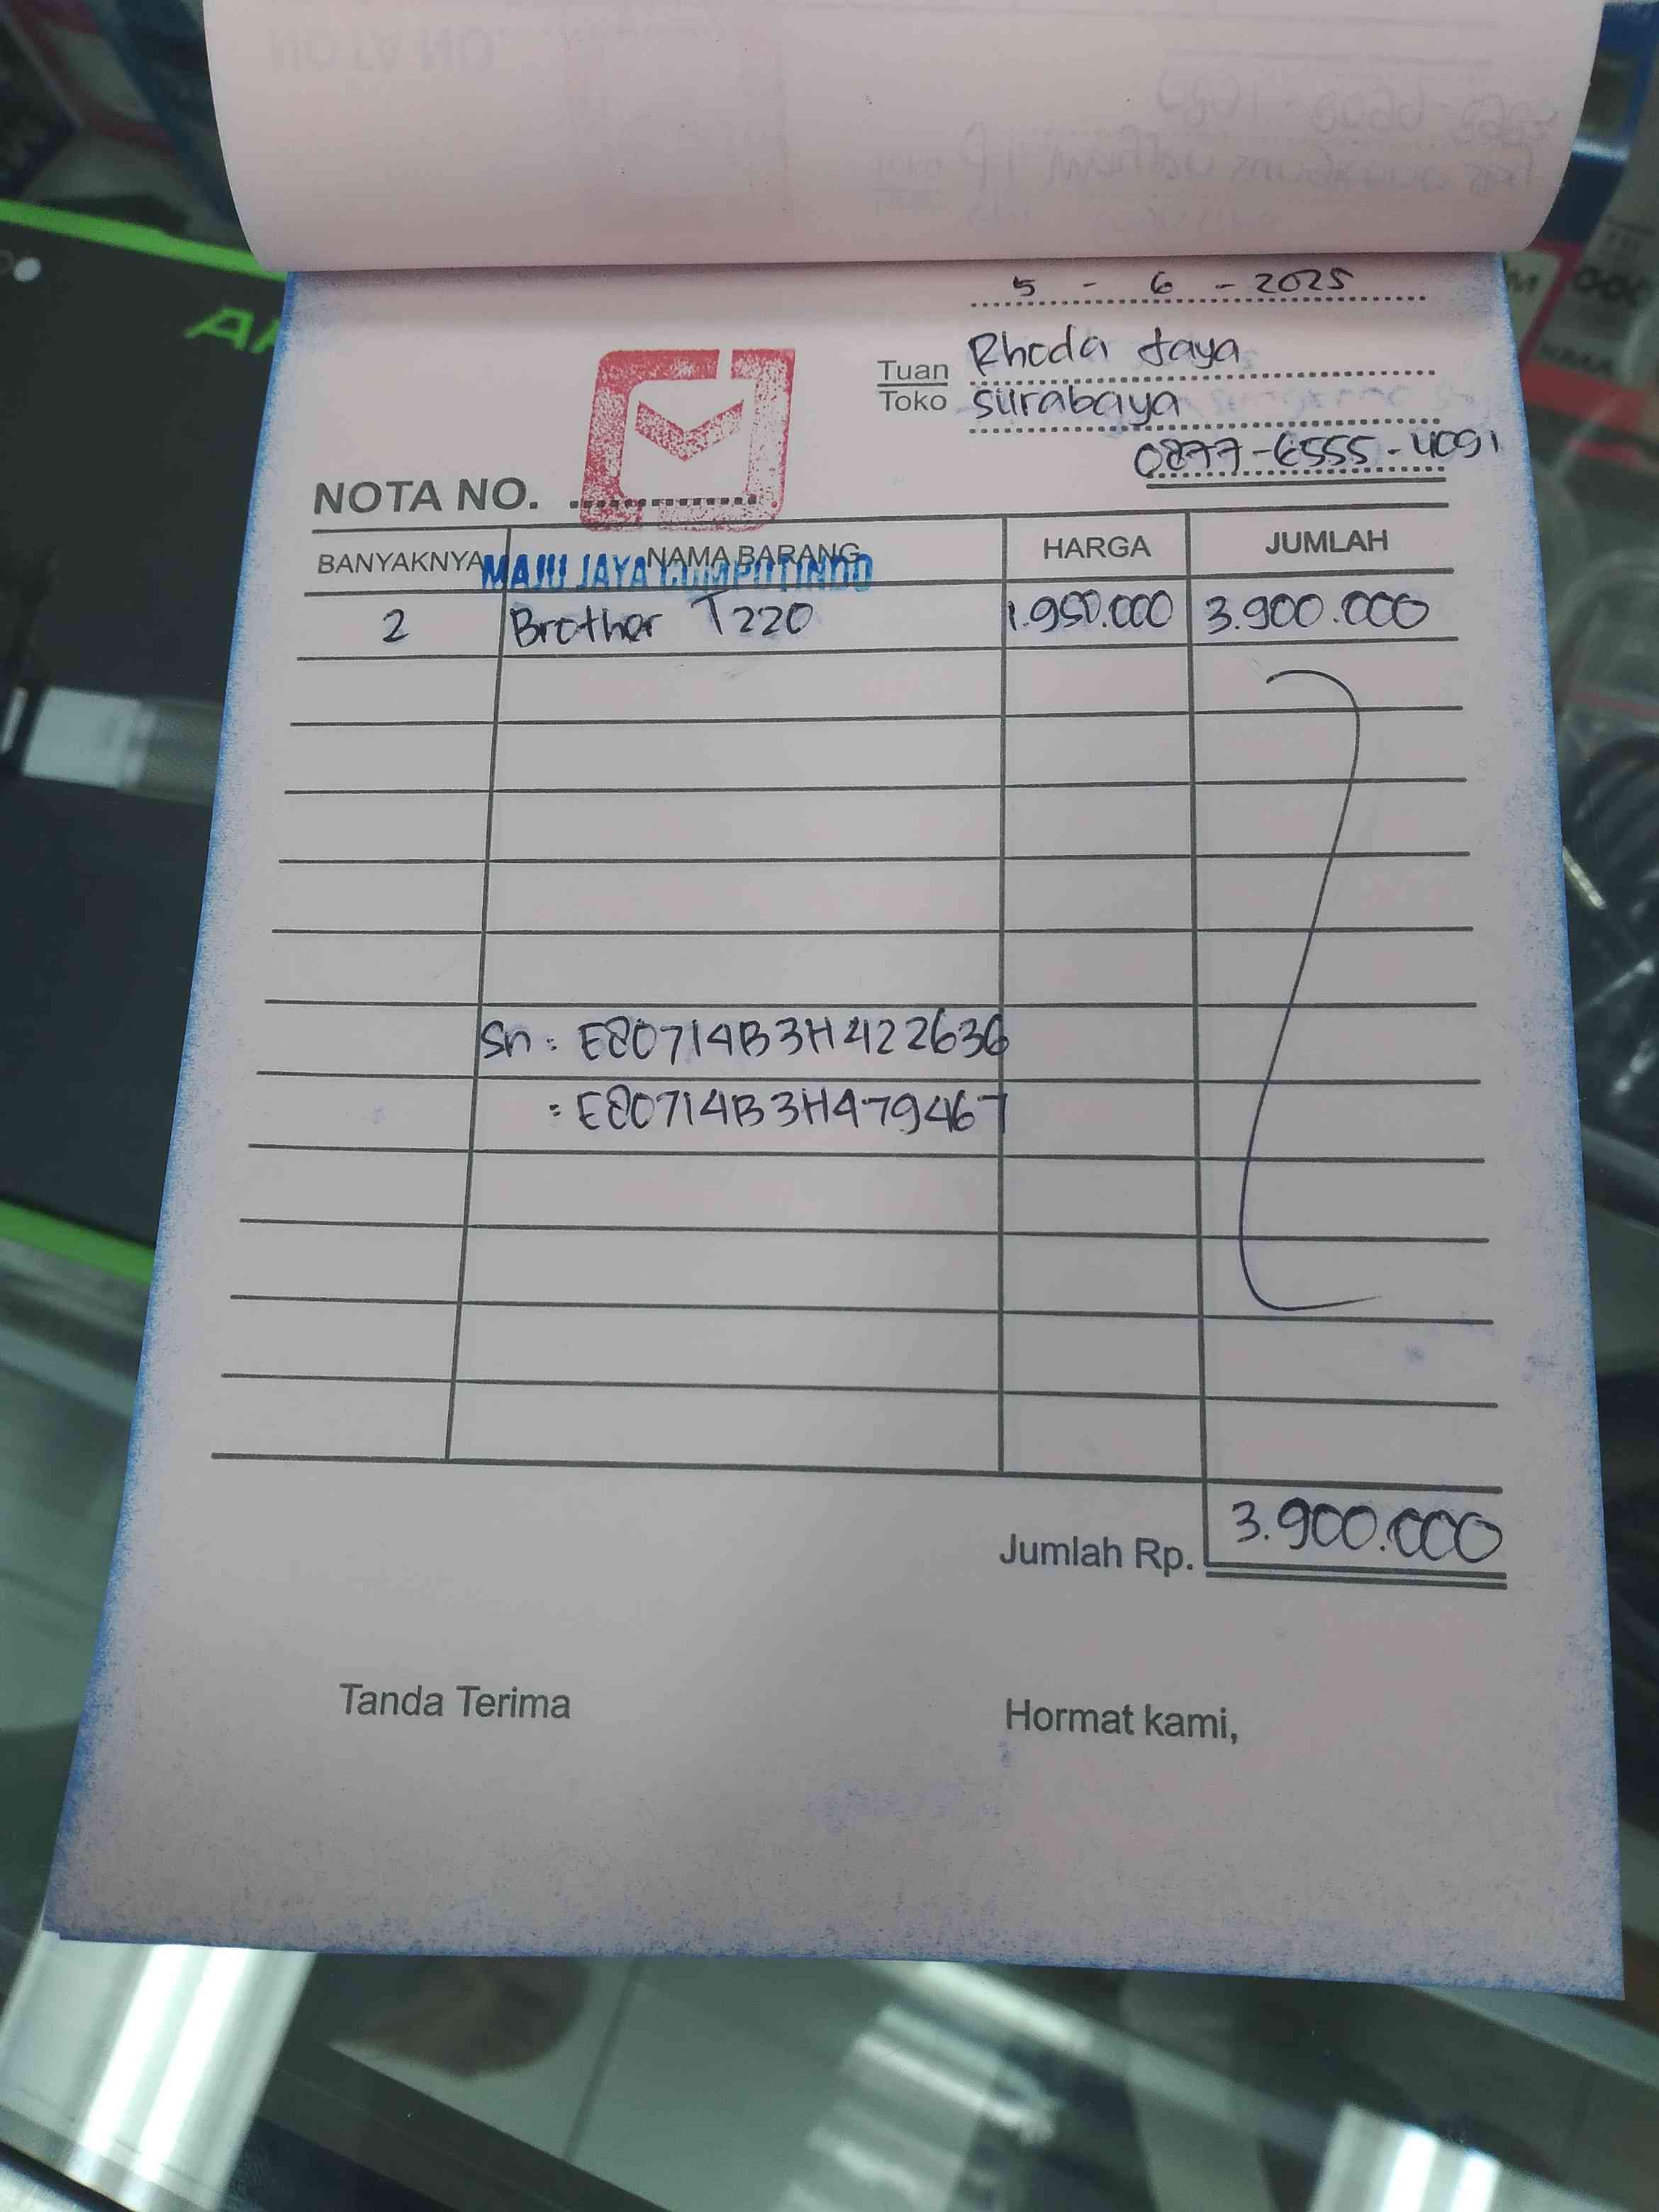 5 - 6 - 2025
Tuan Rhoda Jaya
Toko Surabaya
0877-6555-4091
NOTA NO.
BANYAKNYA NAMA BARANG HARGA JUMLAH
MAJU JAYA COMPUTINDO
2 Brother T220 1.950.000 3.900.000
Sn : E80714B3H422636
= E80714B3H479467
Jumlah Rp. 3.900.000
Tanda Terima Hormat kami,